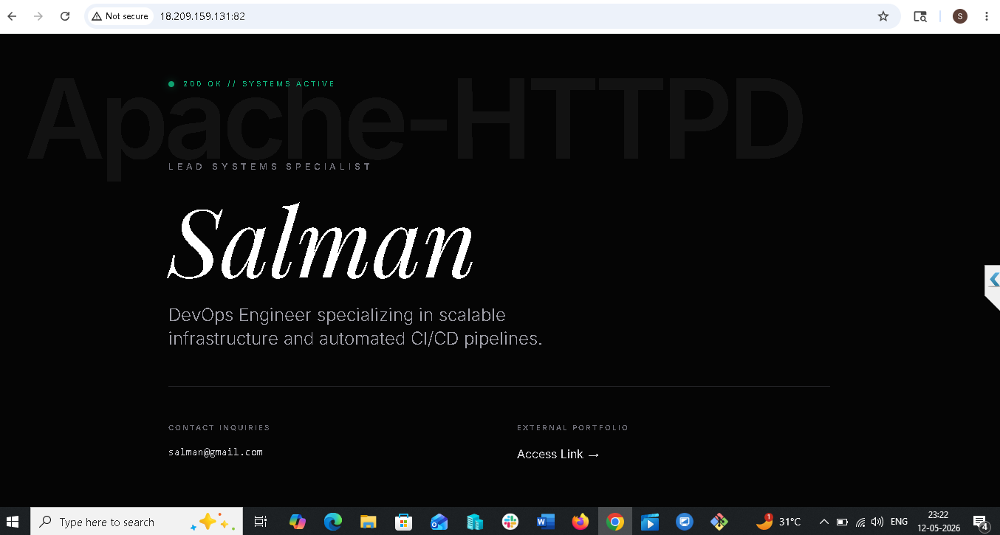 Not secure
18.209.159.131:82
S
Apache-HTTPD
200 OK // SYSTEMS ACTIVE
LEAD SYSTEMS SPECIALIST
Salman
DevOps Engineer specializing in scalable
infrastructure and automated CI/CD pipelines.
CONTACT INQUIRIES
salman@gmail.com
EXTERNAL PORTFOLIO
Access Link →
Type here to search
1
31°C
ENG
23:22
12-05-2026
4